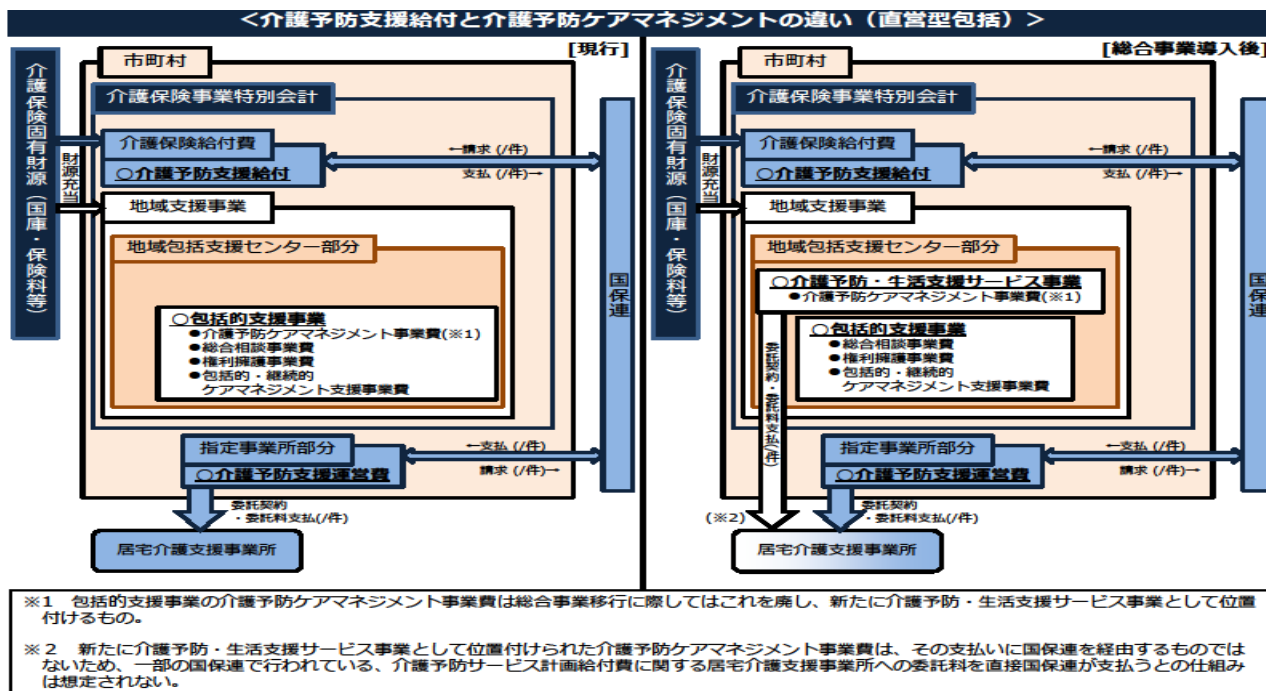 <介護予防支援給付と介護予防ケアマネジメントの違い(直営型包括)>
[現行]
市町村
介護保険固有財源(国庫・保険料等)
介護保険事業特別会計
介護保険給付費
○介護予防支援給付
←請求(/件)
支払(/件)→
財源充当
地域支援事業
地域包括支援センター部分
○包括的支援事業
●介護予防ケアマネジメント事業費(※1)
●総合相談事業費
●権利擁護事業費
●包括的・継続的
ケアマネジメント支援事業費
国保連
指定事業所部分
○介護予防支援運営費
←支払(/件)
請求(/件)→
委託契約
・委託料支払(/件)
居宅介護支援事業所
[総合事業導入後]
市町村
介護保険固有財源(国庫・保険料等)
介護保険事業特別会計
介護保険給付費
○介護予防支援給付
←請求(/件)
支払(/件)→
財源充当
地域支援事業
地域包括支援センター部分
○介護予防・生活支援サービス事業
●介護予防ケアマネジメント事業費(※1)
○包括的支援事業
●総合相談事業費
●権利擁護事業費
●包括的・継続的
ケアマネジメント支援事業費
委託契約・委託料支払(/件)
国保連
指定事業所部分
○介護予防支援運営費
←支払(/件)
請求(/件)→
委託契約
・委託料支払(/件)
(※2)
居宅介護支援事業所
※1 包括的支援事業の介護予防ケアマネジメント事業費は総合事業移行に際してはこれを廃し、新たに介護予防・生活支援サービス事業として位置
付けるもの。
※2 新たに介護予防・生活支援サービス事業として位置付けられた介護予防ケアマネジメント事業費は、その支払いに国保連を経由するものでは
ないため、一部の国保連で行われている、介護予防サービス計画給付費に関する居宅介護支援事業所への委託料を直接国保連が支払うとの仕組み
は想定されない。